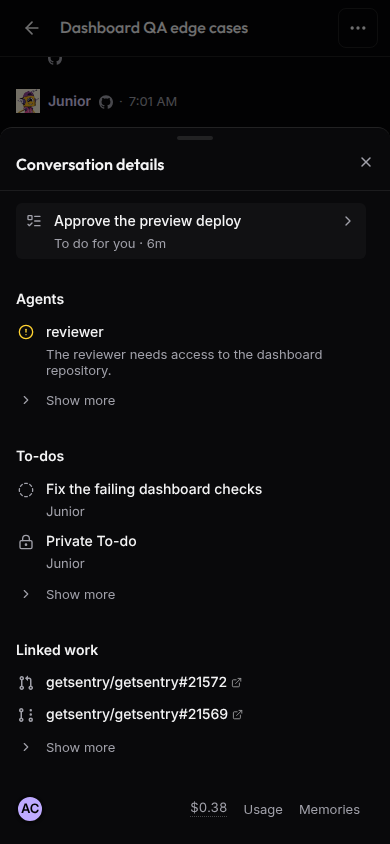 Dashboard QA edge cases
Junior · 7:01 AM
Conversation details
Approve the preview deploy
To do for you · 6m
Agents
reviewer
The reviewer needs access to the dashboard
repository.
Show more
To-dos
Fix the failing dashboard checks
Junior
Private To-do
Junior
Show more
Linked work
getsentry/getsentry#21572
getsentry/getsentry#21569
Show more
AC $0.38 Usage Memories